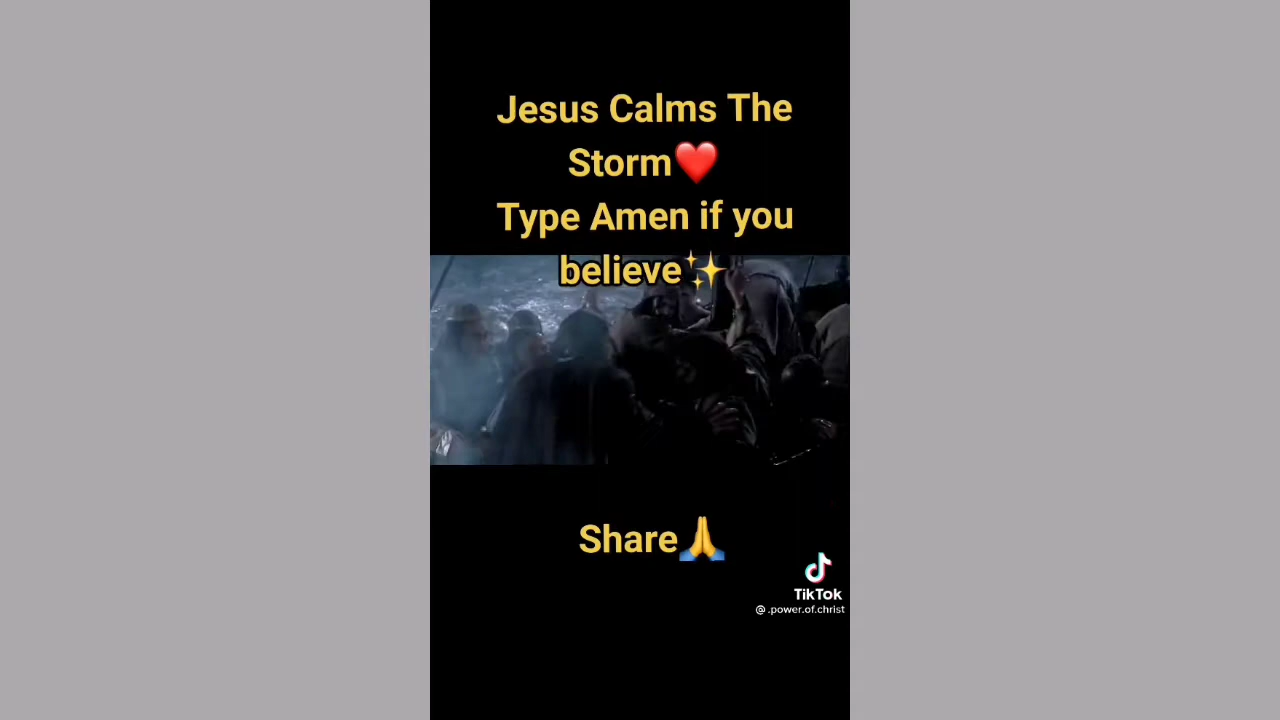 Jesus Calms The
Storm❤️
Type Amen if you
believe✨
Share🙏
TikTok
@.power.of.christ